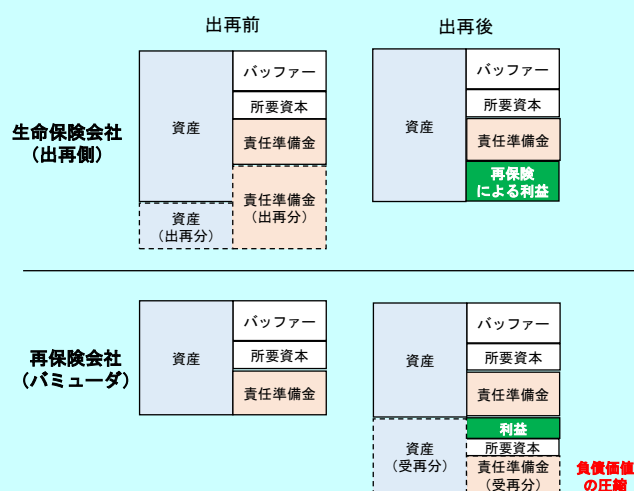 出再前
出再後
生命保険会社
（出再側）
資産
バッファー
所要資本
責任準備金
資産
（出再分）
責任準備金
（出再分）
資産
バッファー
所要資本
責任準備金
再保険
による利益
再保険会社
（バミューダ）
資産
バッファー
所要資本
責任準備金
資産
バッファー
所要資本
責任準備金
資産
（受再分）
利益
所要資本
責任準備金
（受再分）
負債価値
の圧縮